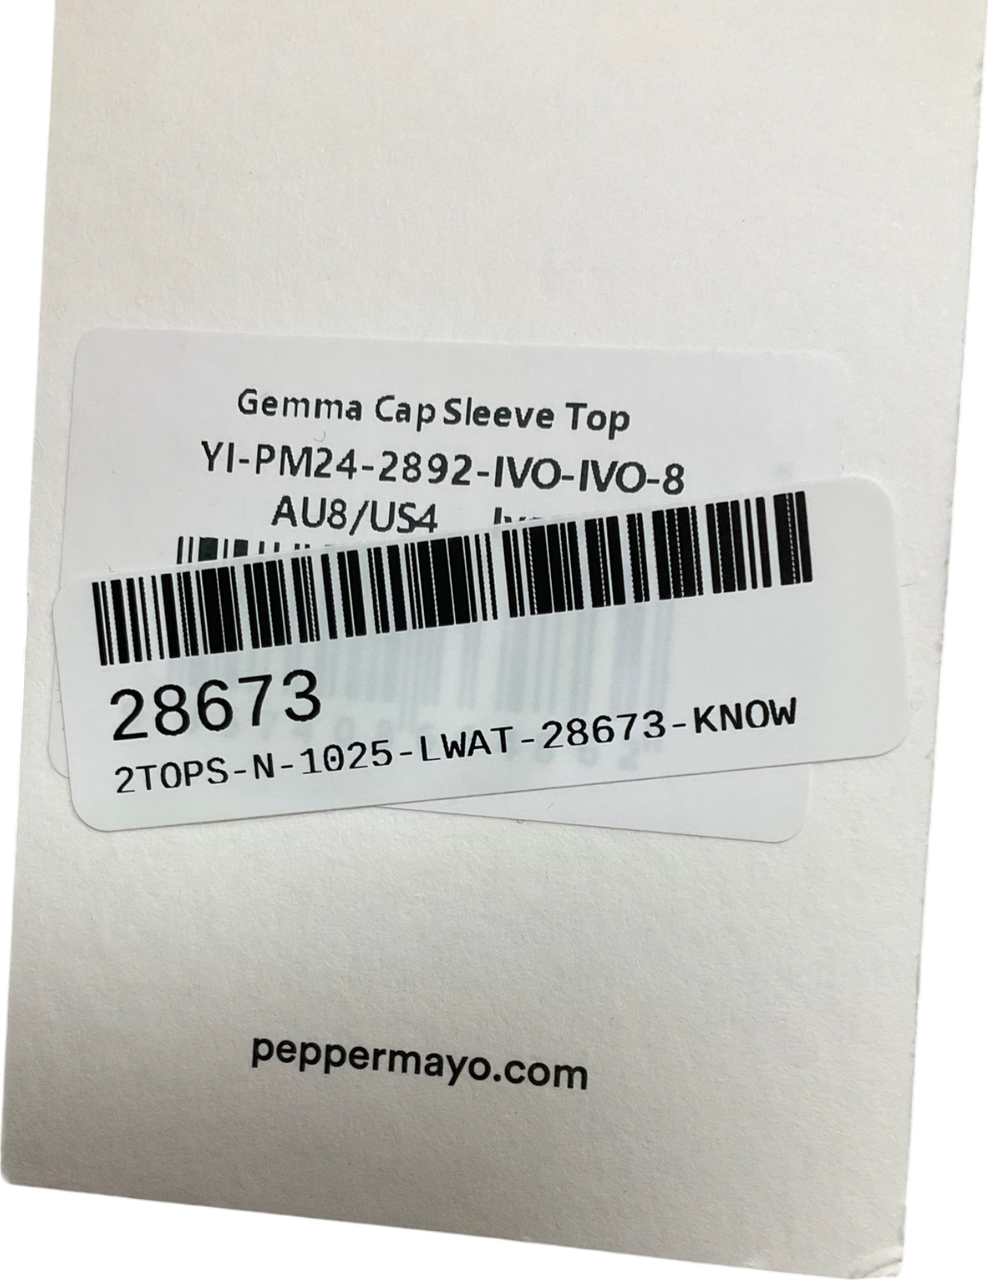 Gemma Cap Sleeve Top
YI-PM24-2892-IVO-IVO-8
AU8/US4
28673
2TOPS-N-1025-LWAT-28673-KNOW
peppermayo.com